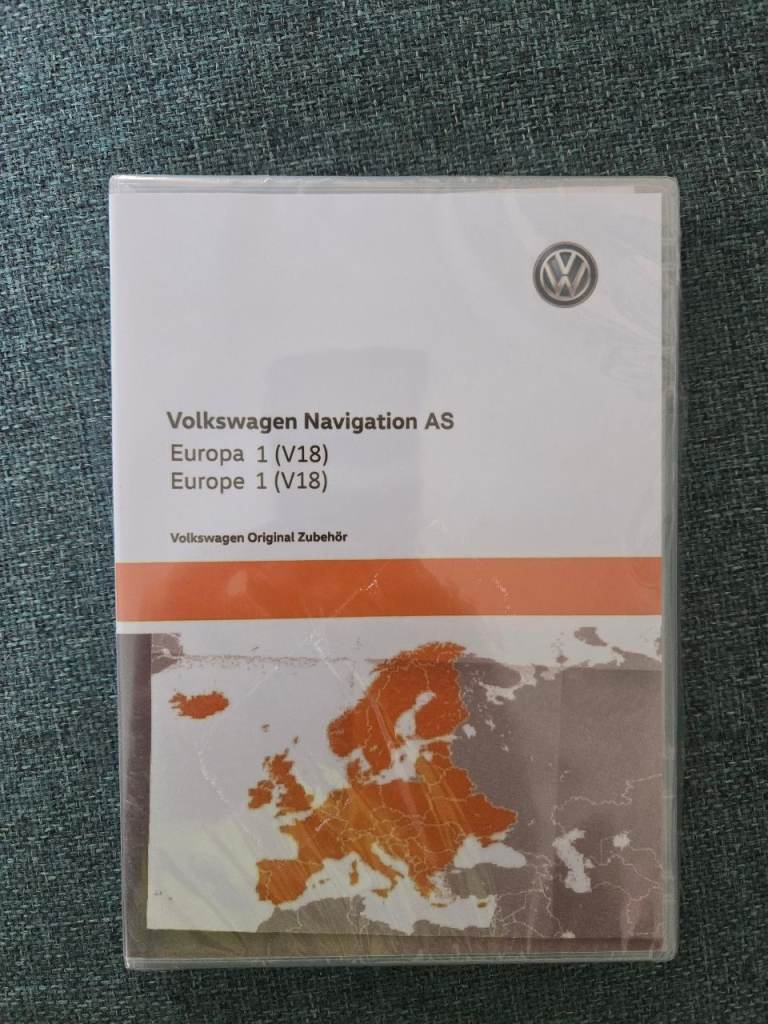 Volkswagen Navigation AS
Europa 1 (V18)
Europe 1 (V18)
Volkswagen Original Zubehör